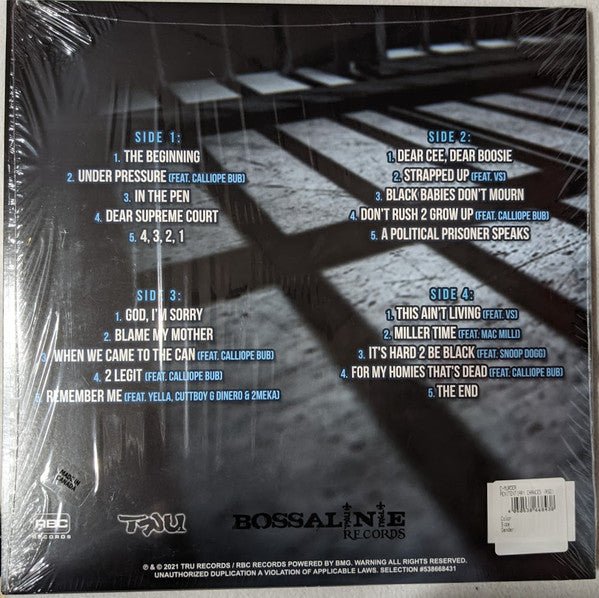 SIDE 1:
1. THE BEGINNING
2. UNDER PRESSURE (FEAT. CALLIOPE BUB)
3. IN THE PEN
4. DEAR SUPREME COURT
5. 4, 3, 2, 1
SIDE 2:
1. DEAR CEE, DEAR BOOSIE
2. STRAPPED UP (FEAT. VS)
3. BLACK BABIES DON'T MOURN
4. DON'T RUSH 2 GROW UP (FEAT. CALLIOPE BUB)
5. A POLITICAL PRISONER SPEAKS
SIDE 3:
1. GOD, I'M SORRY
2. BLAME MY MOTHER
3. WHEN WE CAME TO THE CAN (FEAT. CALLIOPE BUB)
4. 2 LEGIT (FEAT. CALLIOPE BUB)
5. REMEMBER ME (FEAT. YELLA, CUTTBOY G DINERO & 2MEKA)
SIDE 4:
1. THIS AIN'T LIVING (FEAT. VS)
2. MILLER TIME (FEAT. MAC MILLI)
3. IT'S HARD 2 BE BLACK (FEAT. SNOOP DOGG)
4. FOR MY HOMIES THAT'S DEAD (FEAT. CALLIOPE BUB)
5. THE END
MADE IN
CANADA
RBC
RECORDS
TRU
BOSSALINIE
RECORDS
C-MURDER
PENITENTIARY CHANCES
Color
Size
Gender
℗ & © 2021 TRU RECORDS / RBC RECORDS POWERED BY BMG. WARNING ALL RIGHTS RESERVED.
UNAUTHORIZED DUPLICATION A VIOLATION OF APPLICABLE LAWS. SELECTION #538668431